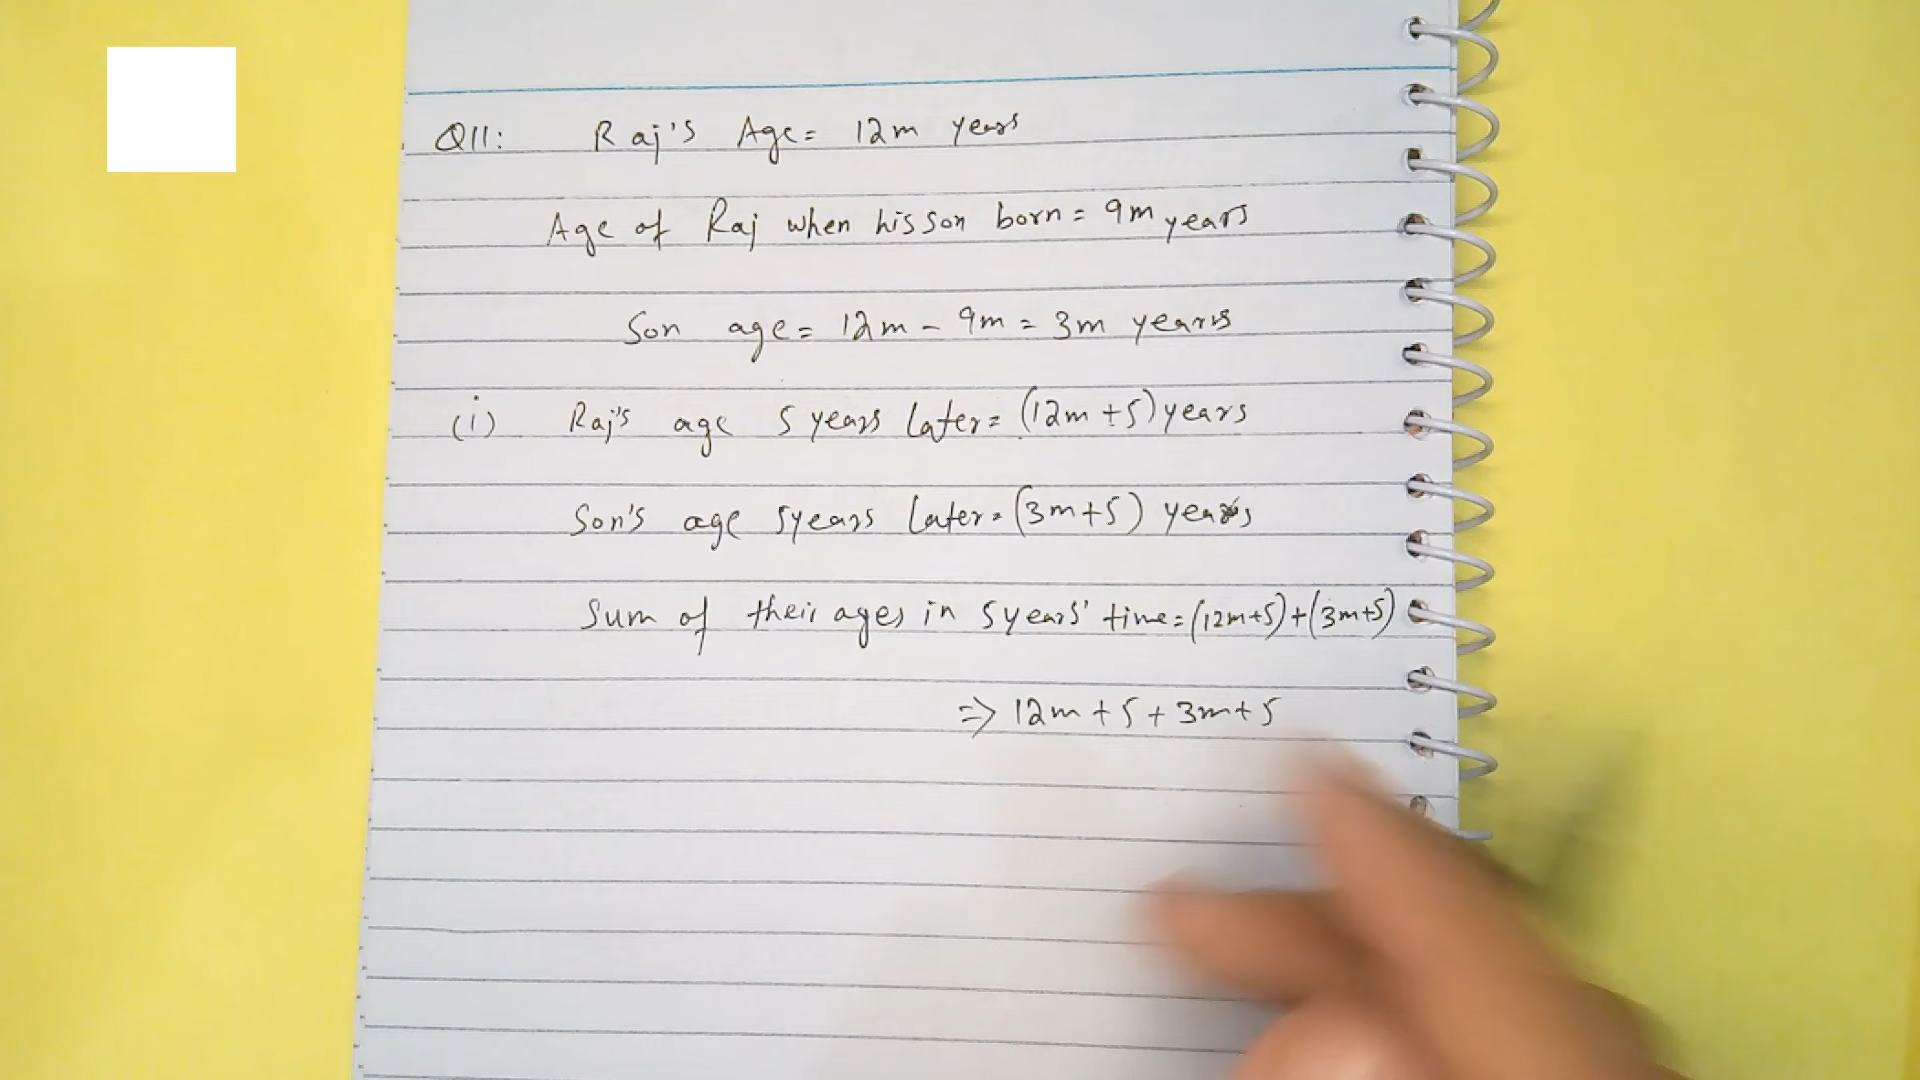 Q11: Raj's Age = 12m years
Age of Raj when his son born = 9m years
Son age = 12m - 9m = 3m years
(i) Raj's age 5 years later = (12m+5) years
Son's age 5 years later = (3m+5) years
Sum of their ages in 5 years' time = (12m+5)+(3m+5)
⇒ 12m + 5 + 3m + 5